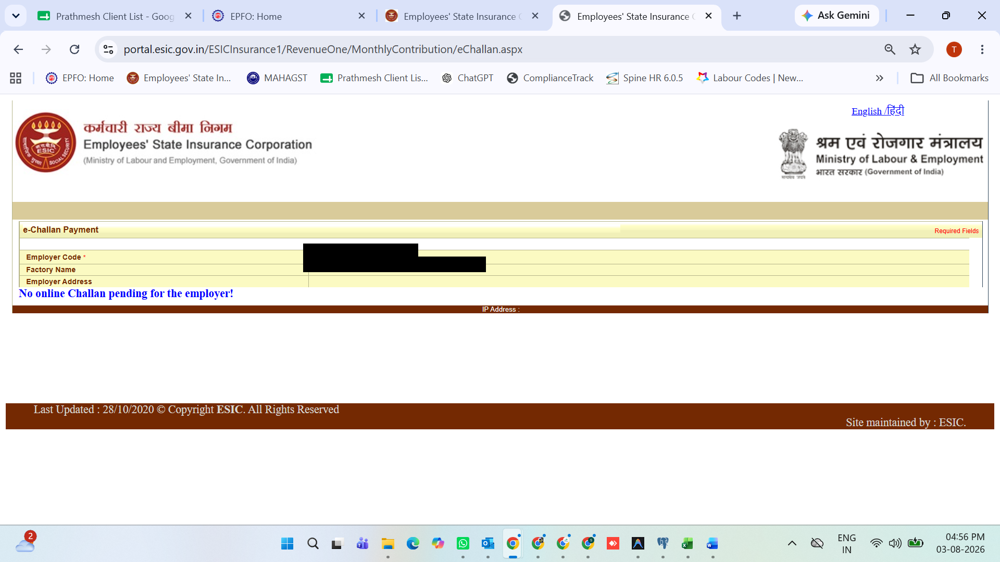 Prathmesh Client List - Goog
EPFO: Home
Employees' State Insurance C
Employees' State Insurance C
Ask Gemini
portal.esic.gov.in/ESICInsurance1/RevenueOne/MonthlyContribution/eChallan.aspx
T
EPFO: Home
Employees' State In...
MAHAGST
Prathmesh Client Lis...
ChatGPT
ComplianceTrack
Spine HR 6.0.5
Labour Codes | New...
All Bookmarks
English /हिंदी
कर्मचारी राज्य बीमा निगम
Employees' State Insurance Corporation
(Ministry of Labour and Employment, Government of India)
श्रम एवं रोजगार मंत्रालय
Ministry of Labour & Employment
भारत सरकार (Government of India)
सत्यमेव जयते
ESIC
SOCIAL SECURITY
e-Challan Payment
Required Fields
Employer Code *
Factory Name
Employer Address
No online Challan pending for the employer!
IP Address :
Last Updated : 28/10/2020 © Copyright ESIC. All Rights Reserved
Site maintained by : ESIC.
2
ENG
IN
04:56 PM
03-08-2026